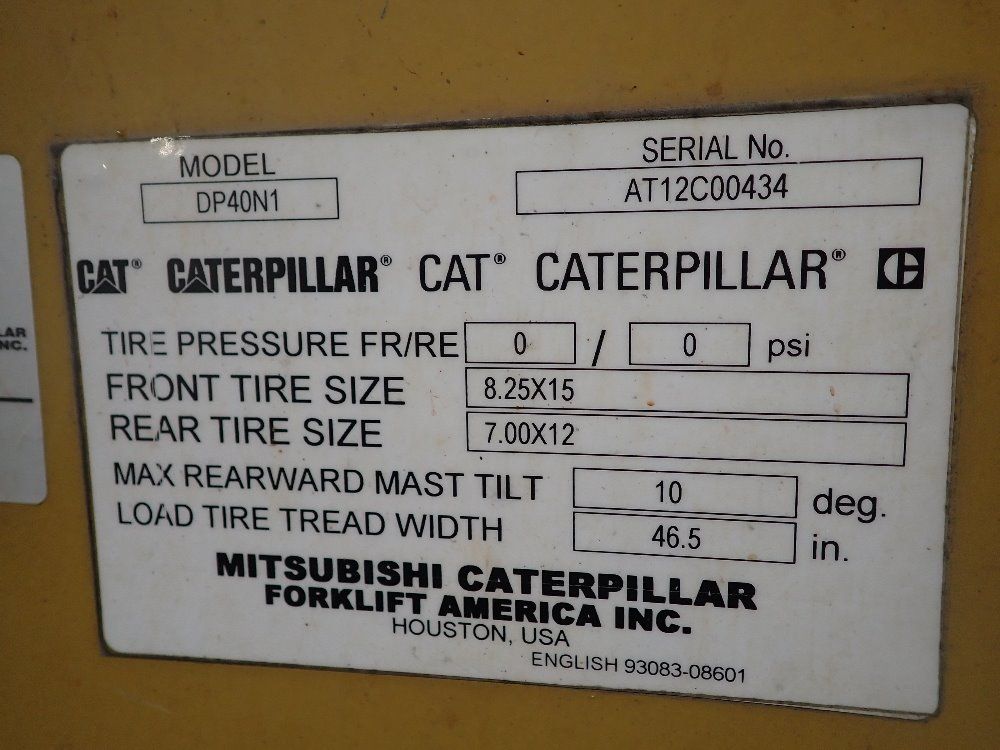 MODEL
DP40N1
SERIAL No.
AT12C00434
CAT® CATERPILLAR® CAT® CATERPILLAR® C
TIRE PRESSURE FR/RE 0 / 0 psi
FRONT TIRE SIZE 8.25X15
REAR TIRE SIZE 7.00X12
MAX REARWARD MAST TILT 10 deg.
LOAD TIRE TREAD WIDTH 46.5 in.
MITSUBISHI CATERPILLAR
FORKLIFT AMERICA INC.
HOUSTON, USA
ENGLISH 93083-08601
LAR
NC.